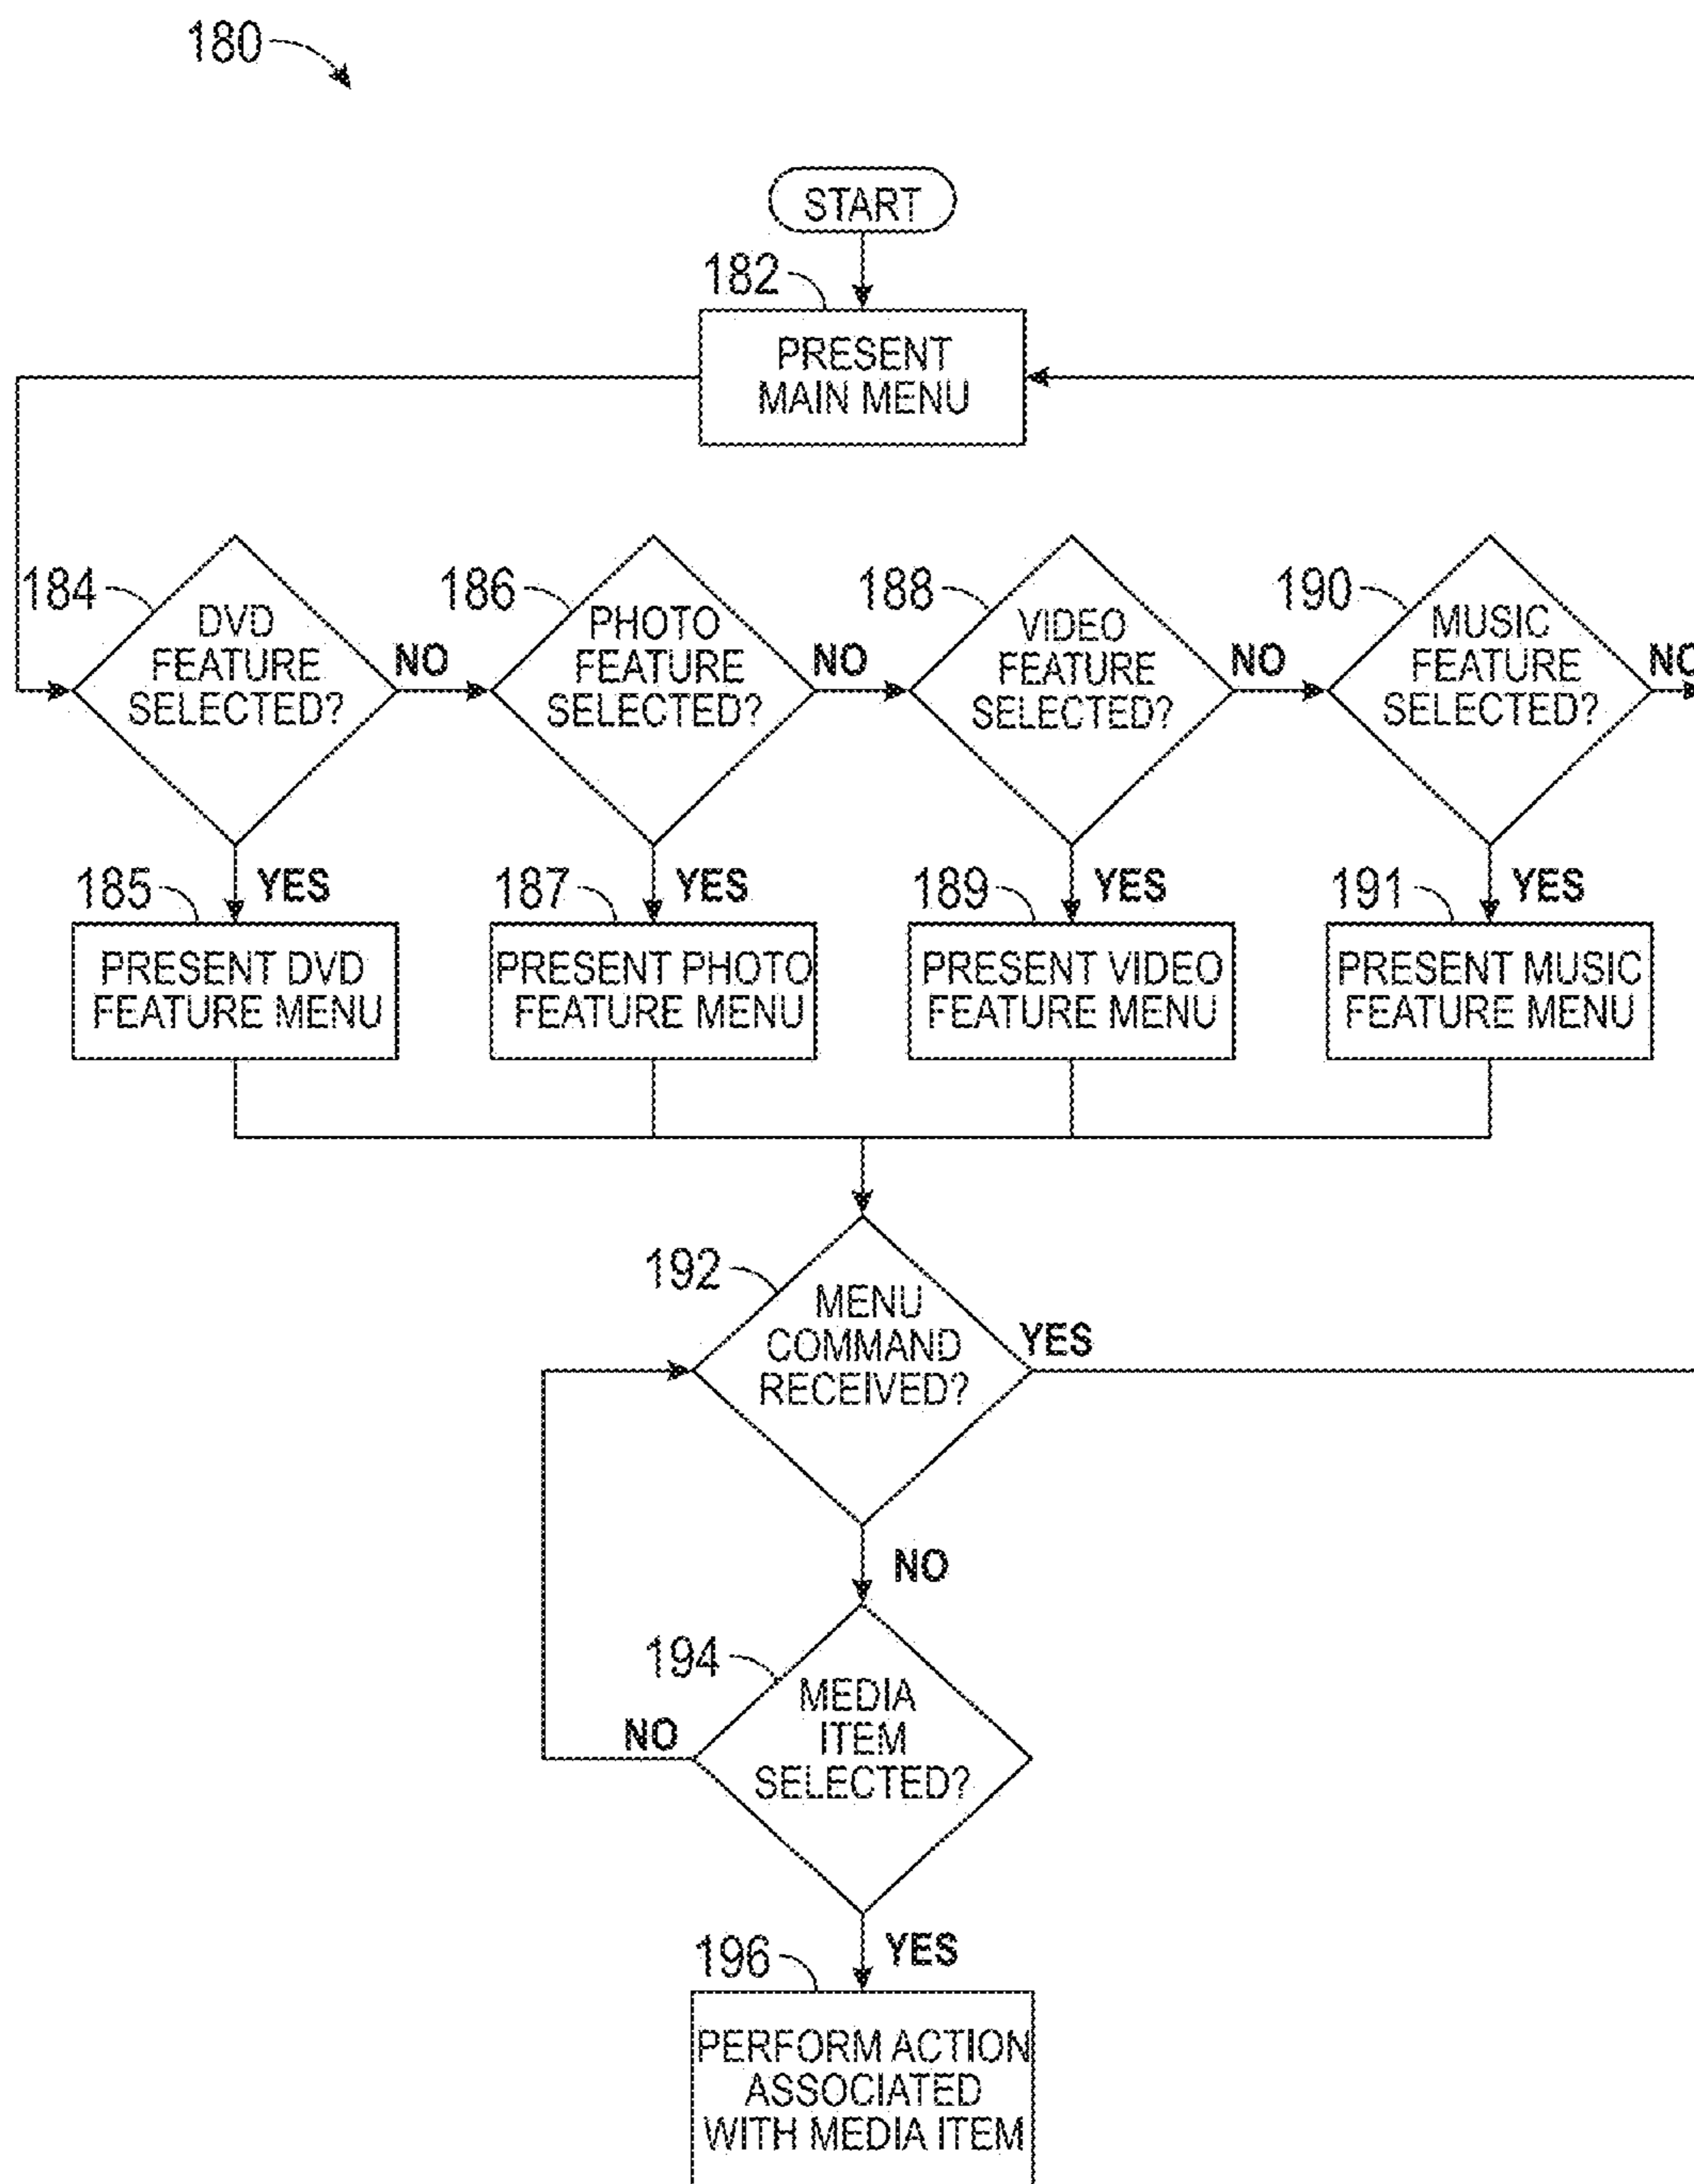 180
START
182
PRESENT
MAIN MENU
184
DVD
FEATURE
SELECTED?
NO
186
PHOTO
FEATURE
SELECTED?
NO
188
VIDEO
FEATURE
SELECTED?
NO
190
MUSIC
FEATURE
SELECTED?
NO
185
YES
187
YES
189
YES
191
YES
PRESENT DVD
FEATURE MENU
PRESENT PHOTO
FEATURE MENU
PRESENT VIDEO
FEATURE MENU
PRESENT MUSIC
FEATURE MENU
192
MENU
COMMAND
RECEIVED?
YES
NO
194
MEDIA
ITEM
SELECTED?
NO
YES
196
PERFORM ACTION
ASSOCIATED
WITH MEDIA ITEM